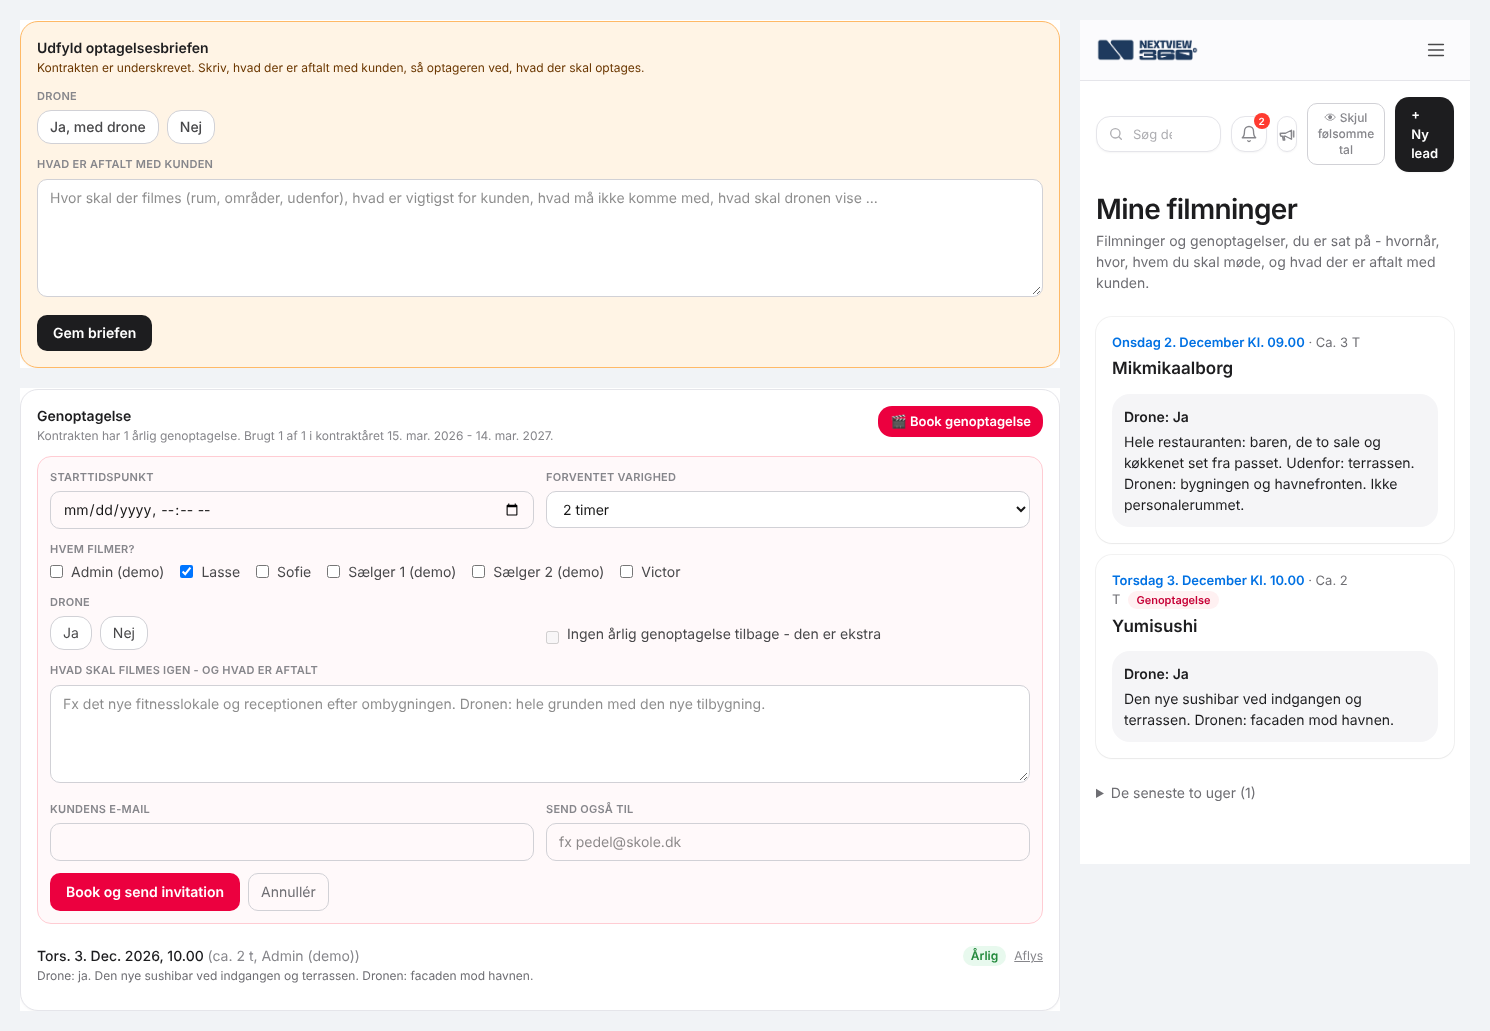 Udfyld optagelsesbriefen
Kontrakten er underskrevet. Skriv, hvad der er aftalt med kunden, så optageren ved, hvad der skal optages.
DRONE
Ja, med drone
Nej
HVAD ER AFTALT MED KUNDEN
Hvor skal der filmes (rum, områder, udenfor), hvad er vigtigst for kunden, hvad må ikke komme med, hvad skal dronen vise ...
Gem briefen
Genoptagelse
Kontrakten har 1 årlig genoptagelse. Brugt 1 af 1 i kontraktåret 15. mar. 2026 - 14. mar. 2027.
🎬 Book genoptagelse
STARTTIDSPUNKT
FORVENTET VARIGHED
mm/dd/yyyy, --:-- --
2 timer
HVEM FILMER?
Admin (demo)
Lasse
Sofie
Sælger 1 (demo)
Sælger 2 (demo)
Victor
DRONE
Ja
Nej
Ingen årlig genoptagelse tilbage - den er ekstra
HVAD SKAL FILMES IGEN - OG HVAD ER AFTALT
Fx det nye fitnesslokale og receptionen efter ombygningen. Dronen: hele grunden med den nye tilbygning.
KUNDENS E-MAIL
SEND OGSÅ TIL
fx pedel@skole.dk
Book og send invitation
Annullér
Tors. 3. Dec. 2026, 10.00 (ca. 2 t, Admin (demo))
Årlig
Aflys
Drone: ja. Den nye sushibar ved indgangen og terrassen. Dronen: facaden mod havnen.
NEXTVIEW
360°
Søg de
2
👁 Skjul
følsomme
tal
+
Ny
lead
Mine filmninger
Filmninger og genoptagelser, du er sat på - hvornår,
hvor, hvem du skal møde, og hvad der er aftalt med
kunden.
Onsdag 2. December Kl. 09.00 · Ca. 3 T
Mikmikaalborg
Drone: Ja
Hele restauranten: baren, de to sale og
køkkenet set fra passet. Udenfor: terrassen.
Dronen: bygningen og havnefronten. Ikke
personalerummet.
Torsdag 3. December Kl. 10.00 · Ca. 2
T Genoptagelse
Yumisushi
Drone: Ja
Den nye sushibar ved indgangen og
terrassen. Dronen: facaden mod havnen.
▶ De seneste to uger (1)